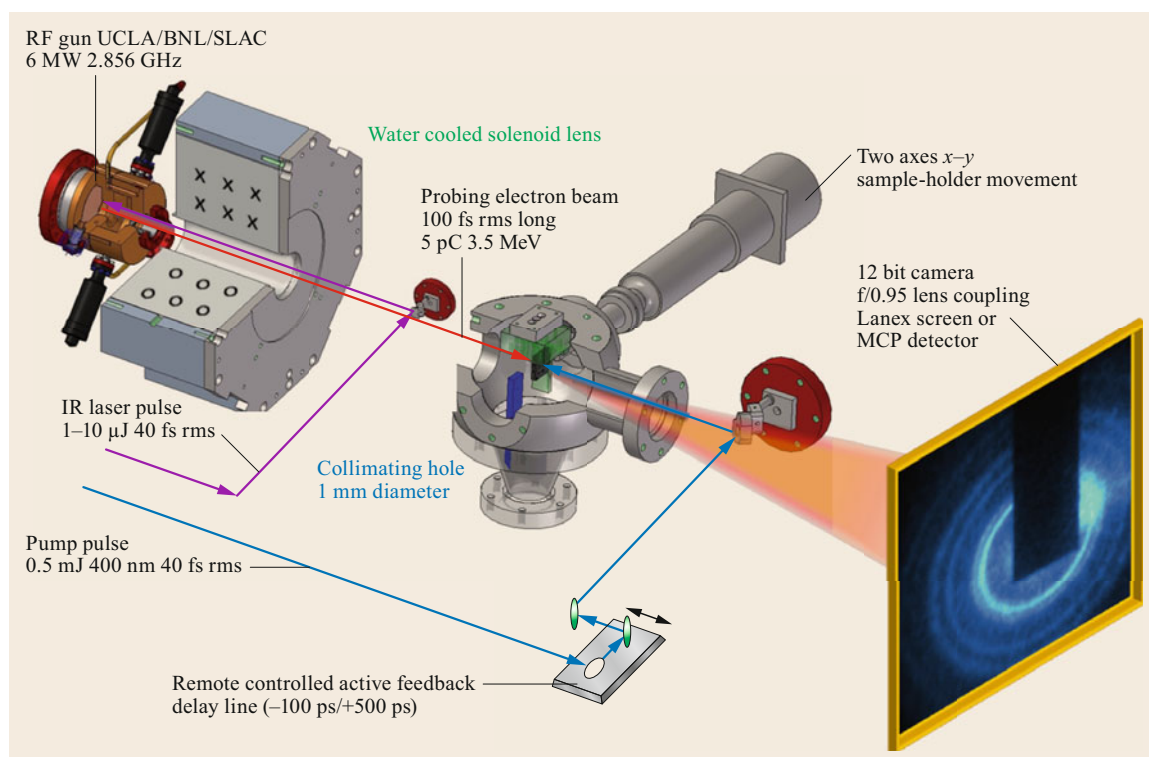 RF gun UCLA/BNL/SLAC
6 MW 2.856 GHz
Water cooled solenoid lens
Two axes x–y
sample-holder movement
Probing electron beam
100 fs rms long
5 pC 3.5 MeV
12 bit camera
f/0.95 lens coupling
Lanex screen or
MCP detector
X X X
X X X
IR laser pulse
1–10 μJ 40 fs rms
Collimating hole
1 mm diameter
Pump pulse
0.5 mJ 400 nm 40 fs rms
Remote controlled active feedback
delay line (–100 ps/+500 ps)